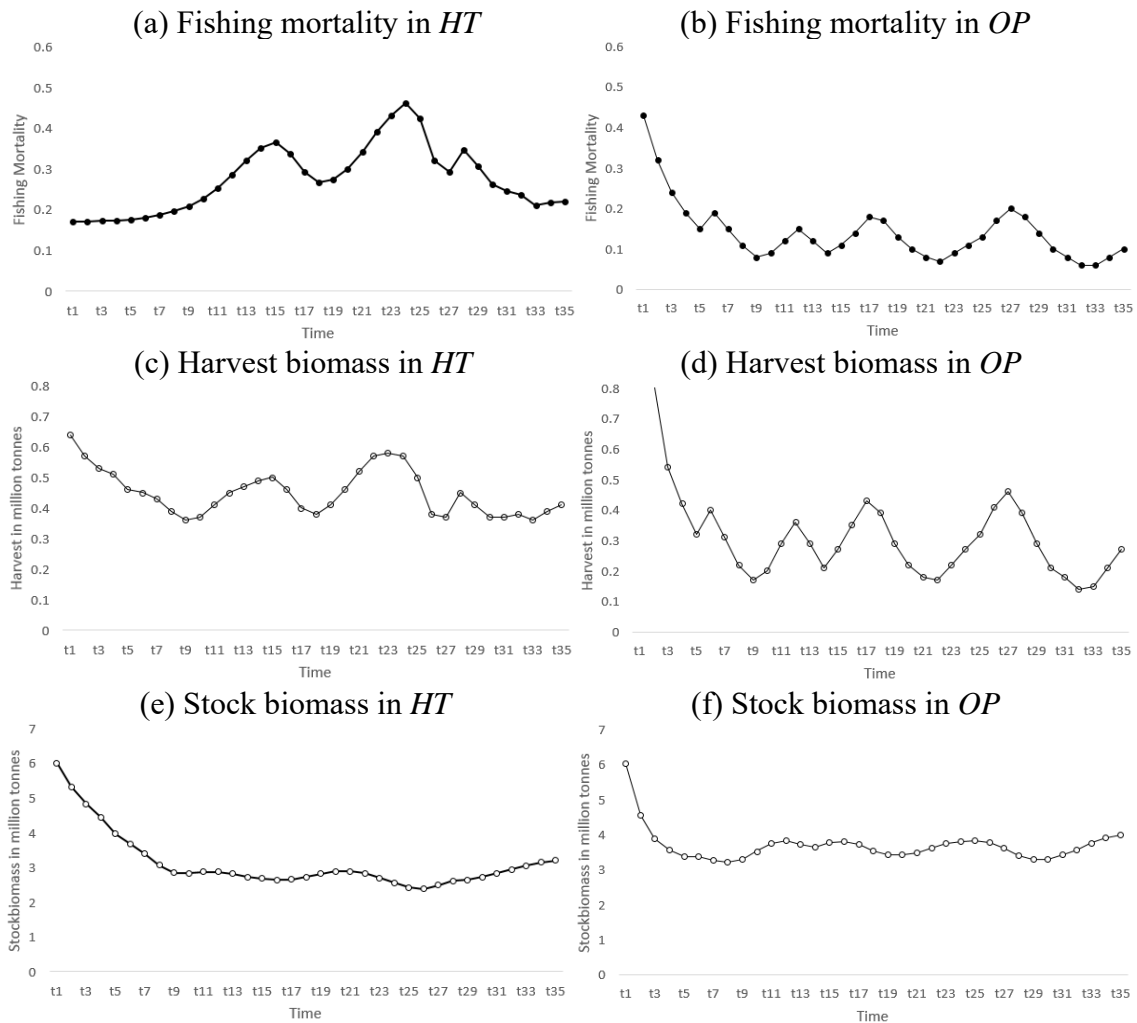 (a) Fishing mortality in HT
0.6
0.5
0.4
0.3
0.2
0.1
0
Fishing Mortality
t1 t3 t5 t7 t9 t11 t13 t15 t17 t19 t21 t23 t25 t27 t29 t31 t33 t35
Time
(b) Fishing mortality in OP
0.6
0.5
0.4
0.3
0.2
0.1
0
Fishing Mortality
t1 t3 t5 t7 t9 t11 t13 t15 t17 t19 t21 t23 t25 t27 t29 t31 t33 t35
Time
(c) Harvest biomass in HT
0.8
0.7
0.6
0.5
0.4
0.3
0.2
0.1
0
Harvest in million tonnes
t1 t3 t5 t7 t9 t11 t13 t15 t17 t19 t21 t23 t25 t27 t29 t31 t33 t35
Time
(d) Harvest biomass in OP
0.8
0.7
0.6
0.5
0.4
0.3
0.2
0.1
0
Harvest in million tonnes
t1 t3 t5 t7 t9 t11 t13 t15 t17 t19 t21 t23 t25 t27 t29 t31 t33 t35
Time
(e) Stock biomass in HT
7
6
5
4
3
2
1
0
Stockbiomass in million tonnes
t1 t3 t5 t7 t9 t11 t13 t15 t17 t19 t21 t23 t25 t27 t29 t31 t33 t35
Time
(f) Stock biomass in OP
7
6
5
4
3
2
1
0
Stockbiomass in million tonnes
t1 t3 t5 t7 t9 t11 t13 t15 t17 t19 t21 t23 t25 t27 t29 t31 t33 t35
Time